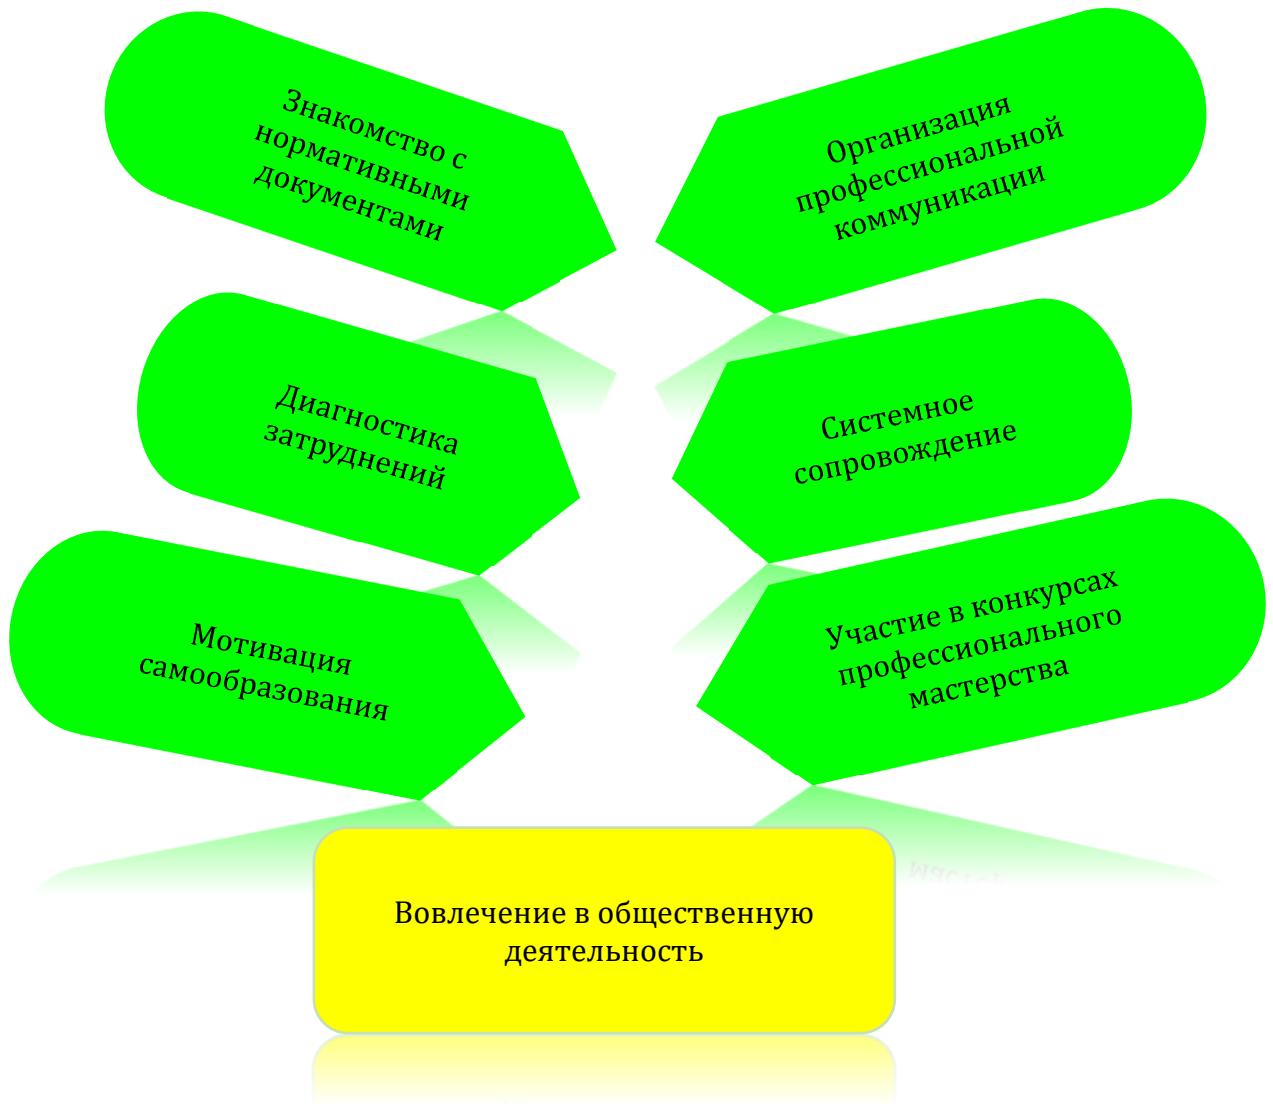 Знакомство с
нормативными
документами
Организация
профессиональной
коммуникации
Диагностика
затруднений
Системное
сопровождение
Мотивация
самообразования
Участие в конкурсах
профессионального
мастерства
Вовлечение в общественную
деятельность